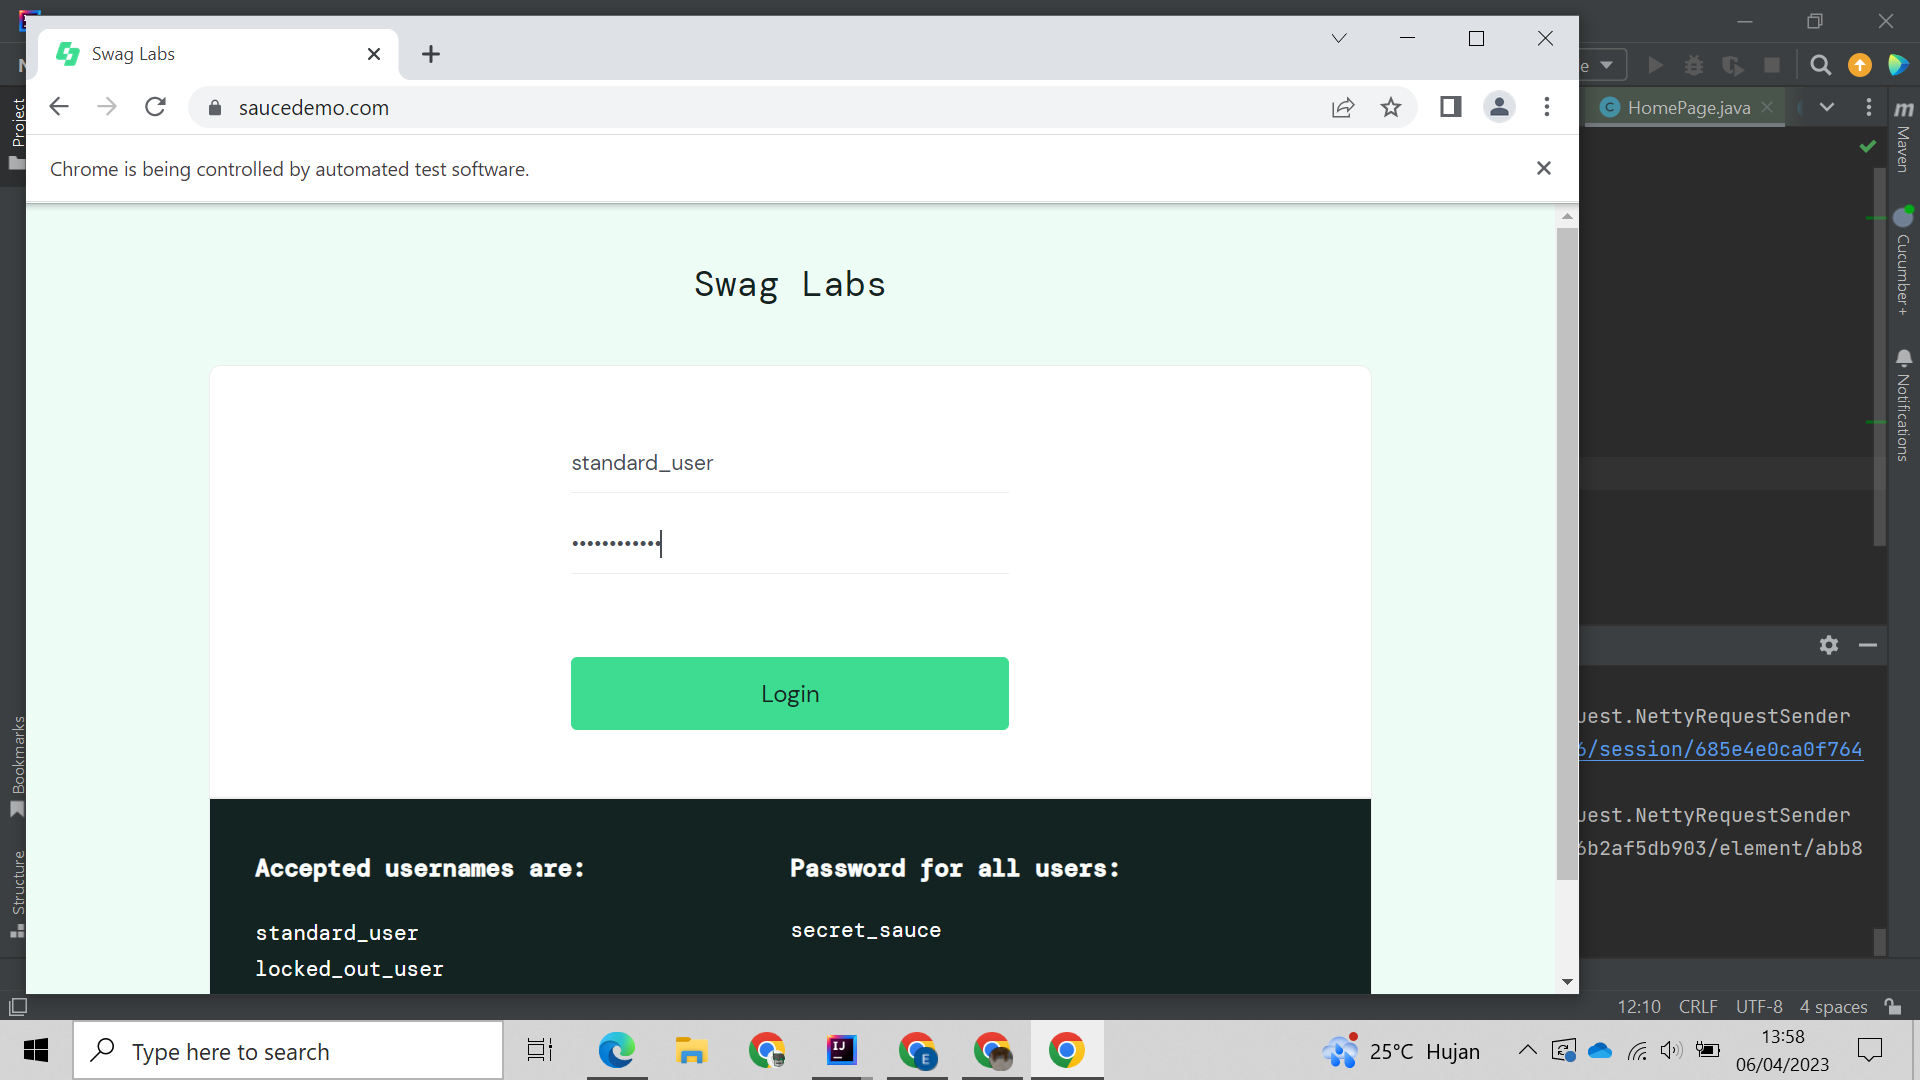 Swag Labs
saucedemo.com
Chrome is being controlled by automated test software.
Swag Labs
standard_user
••••••••••••
Login
Accepted usernames are:
standard_user
locked_out_user
Password for all users:
secret_sauce
Project
Bookmarks
Structure
HomePage.java
Maven
Cucumber+
Notifications
uest.NettyRequestSender
6/session/685e4e0ca0f764
uest.NettyRequestSender
6b2af5db903/element/abb8
12:10 CRLF UTF-8 4 spaces
Type here to search
25°C Hujan
13:58
06/04/2023